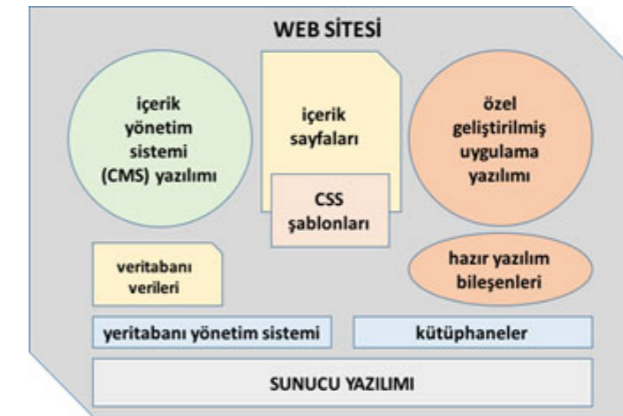 WEB SİTESİ
içerik
yönetim
sistemi
(CMS) yazılımı
içerik
sayfaları
CSS
şablonları
özel
geliştirilmiş
uygulama
yazılımı
veritabanı
verileri
hazır yazılım
bileşenleri
yeritabanı yönetim sistemi
kütüphaneler
SUNUCU YAZILIMI